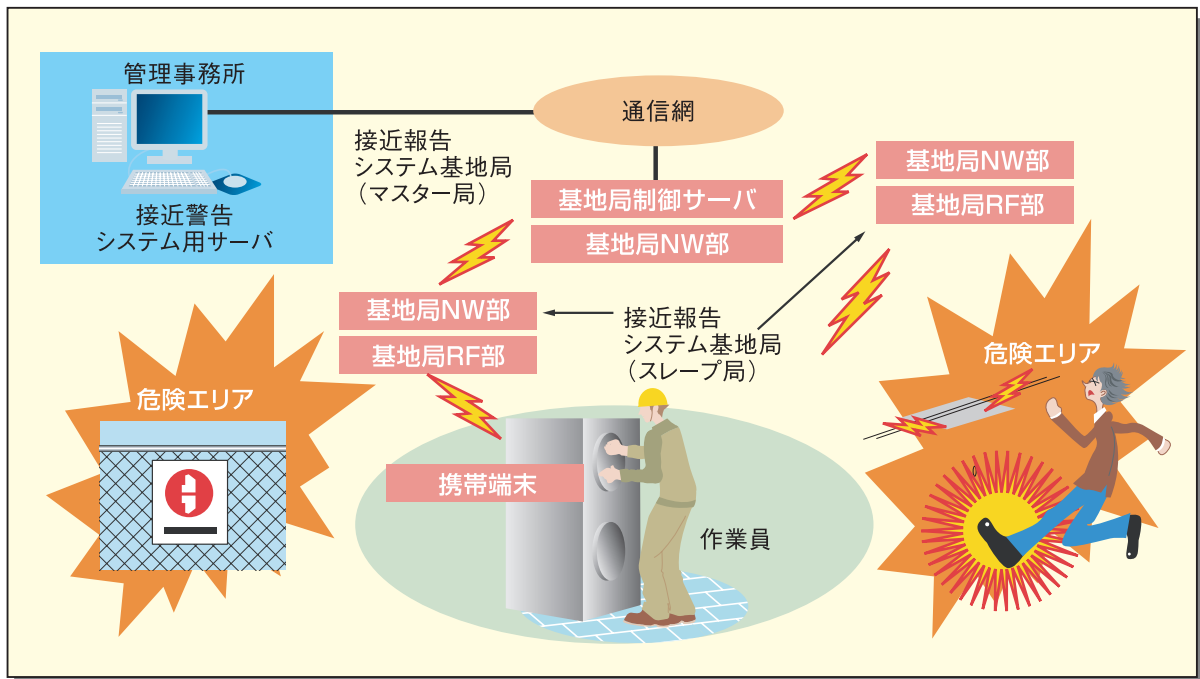 管理事務所
接近警告
システム用サーバ
通信網
接近報告
システム基地局
（マスター局）
基地局制御サーバ
基地局NW部
基地局NW部
基地局RF部
基地局NW部
基地局RF部
接近報告
システム基地局
（スレープ局）
危険エリア
危険エリア
携帯端末
作業員